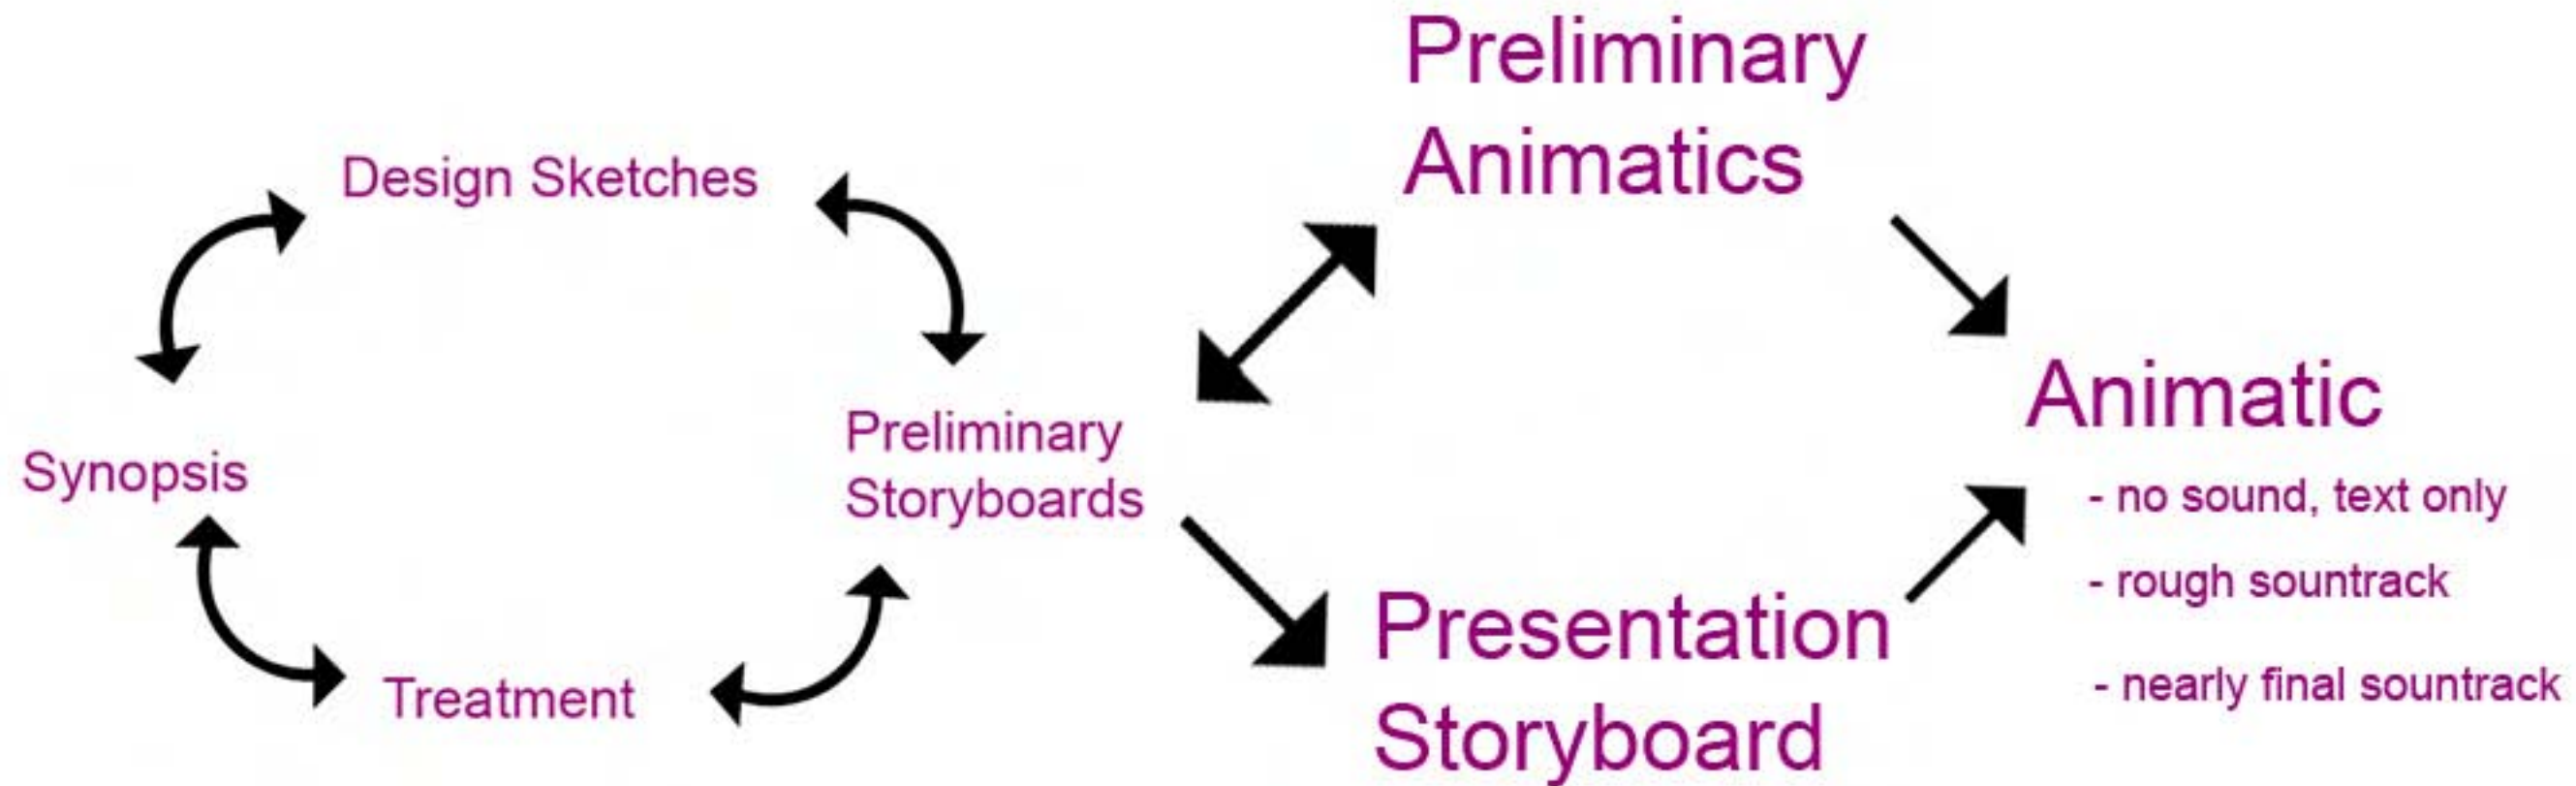 Design Sketches
Synopsis
Treatment
Preliminary
Storyboards
Preliminary
Animatics
Presentation
Storyboard
Animatic
- no sound, text only
- rough sountrack
- nearly final sountrack